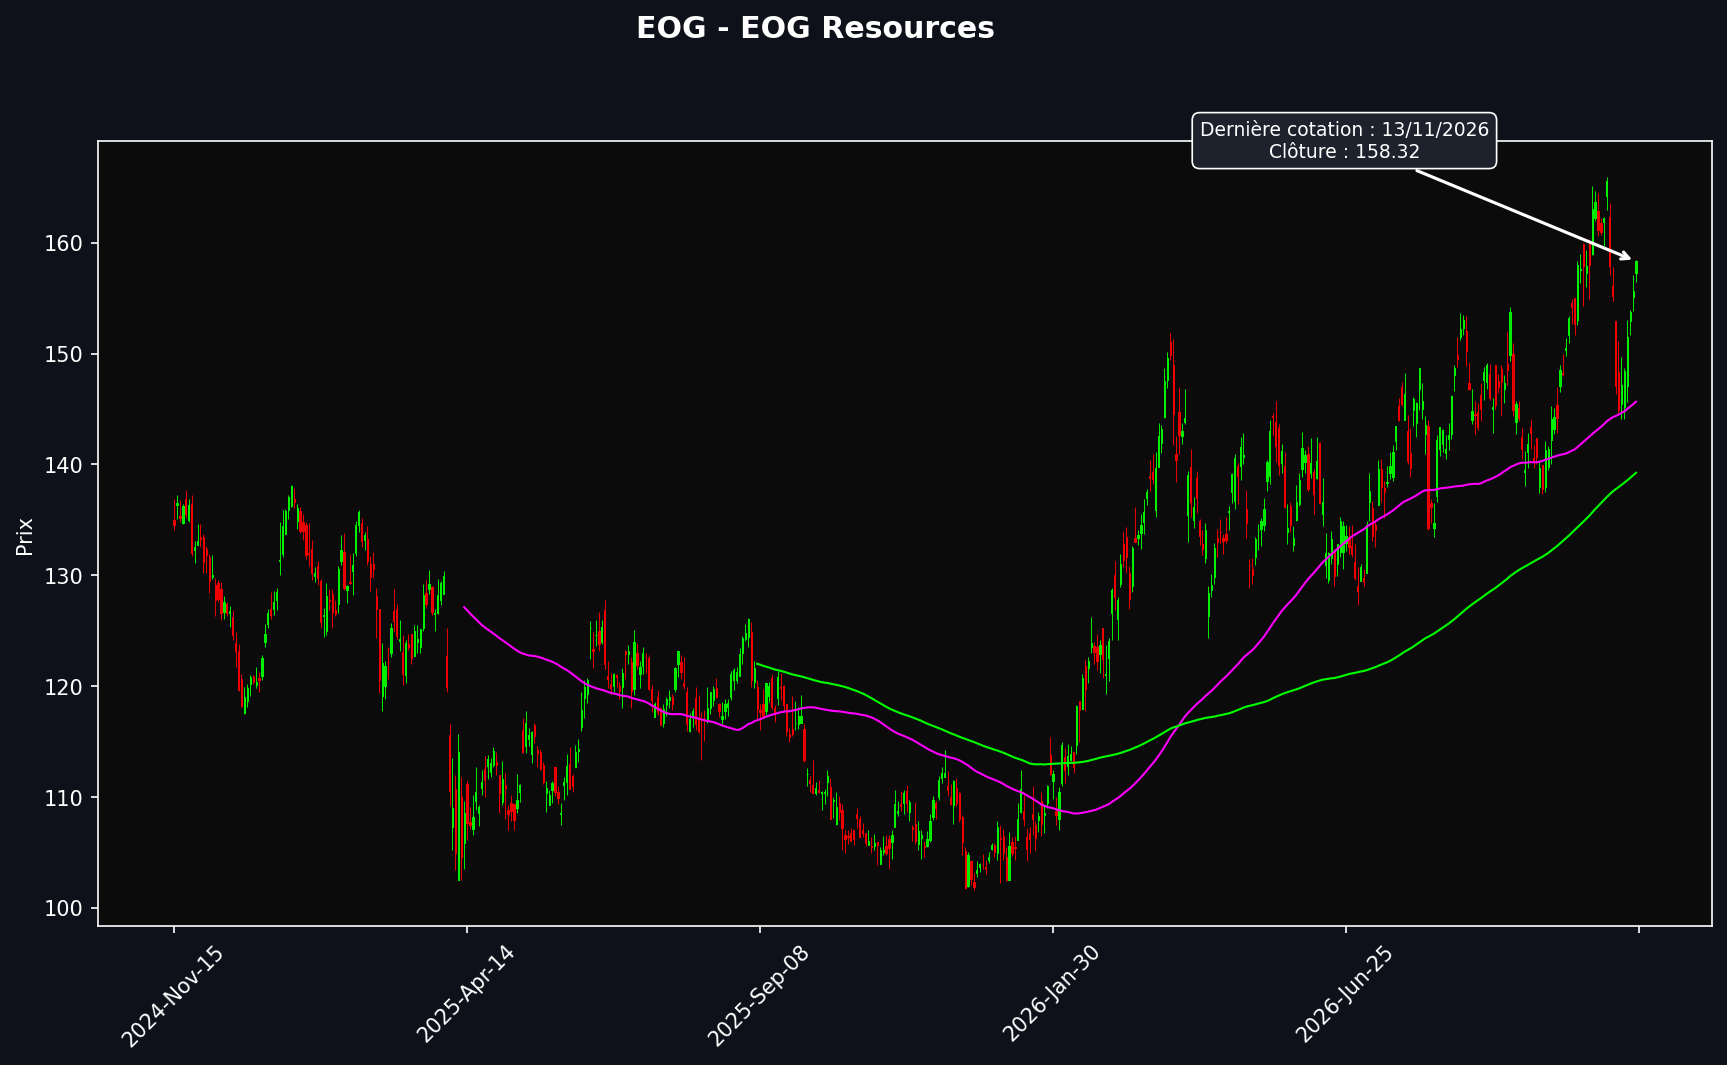 EOG - EOG Resources
Dernière cotation : 13/11/2026
Clôture : 158.32
Prix
160
150
140
130
120
110
100
2024-Nov-15
2025-Apr-14
2025-Sep-08
2026-Jan-30
2026-Jun-25